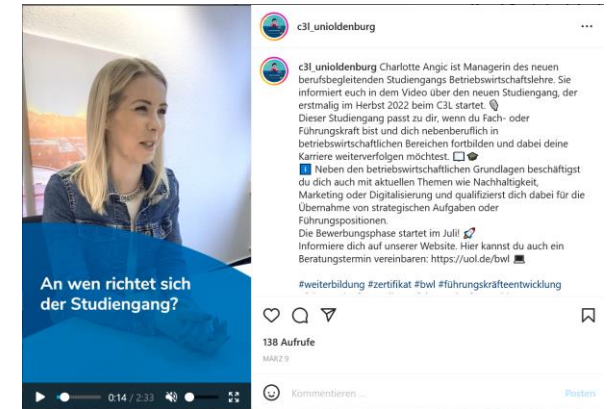 An wen richtet sich
der Studiengang?
0:14 / 2:33
c3l_unioldenburg
c3l_unioldenburg Charlotte Angic ist Managerin des neuen
berufsbegleitenden Studiengangs Betriebswirtschaftslehre. Sie
informiert euch in dem Video über den neuen Studiengang, der
erstmalig im Herbst 2022 beim C3L startet.
Dieser Studiengang passt zu dir, wenn du Fach- oder
Führungskraft bist und dich nebenberuflich in
betriebswirtschaftlichen Bereichen fortbilden und dabei deine
Karriere weiterverfolgen möchtest.
Neben den betriebswirtschaftlichen Grundlagen beschäftigst
du dich auch mit aktuellen Themen wie Nachhaltigkeit,
Marketing oder Digitalisierung und qualifizierst dich dabei für die
Übernahme von strategischen Aufgaben oder
Führungspositionen.
Die Bewerbungsphase startet im Juli!
Informiere dich auf unserer Website. Hier kannst du auch ein
Beratungstermin vereinbaren: https://uol.de/bwl
#weiterbildung #zertifikat #bwl #führungskräfteentwicklung
138 Aufrufe
MÄRZ 9
Kommentieren ...
Posten